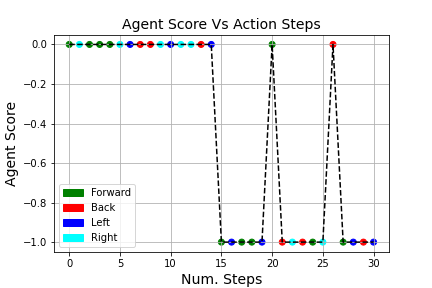 Agent Score Vs Action Steps
0.0
−0.2
−0.4
−0.6
−0.8
−1.0
Agent Score
Forward
Back
Left
Right
0 5 10 15 20 25 30
Num. Steps